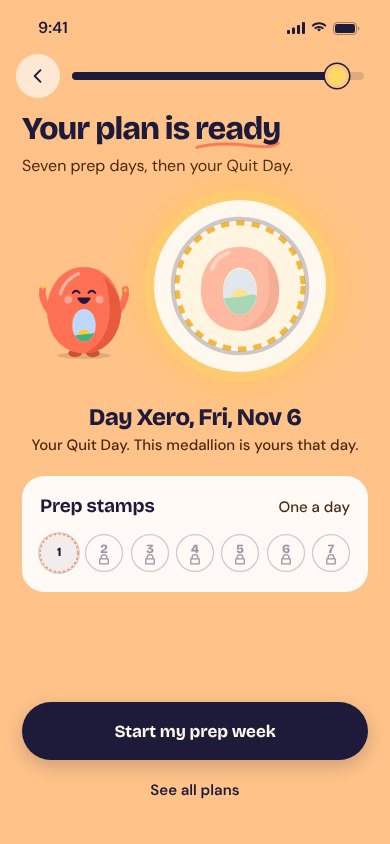 9:41
Your plan is ready
Seven prep days, then your Quit Day.
Day Xero, Fri, Nov 6
Your Quit Day. This medallion is yours that day.
Prep stamps
One a day
1 2 3 4 5 6 7
Start my prep week
See all plans